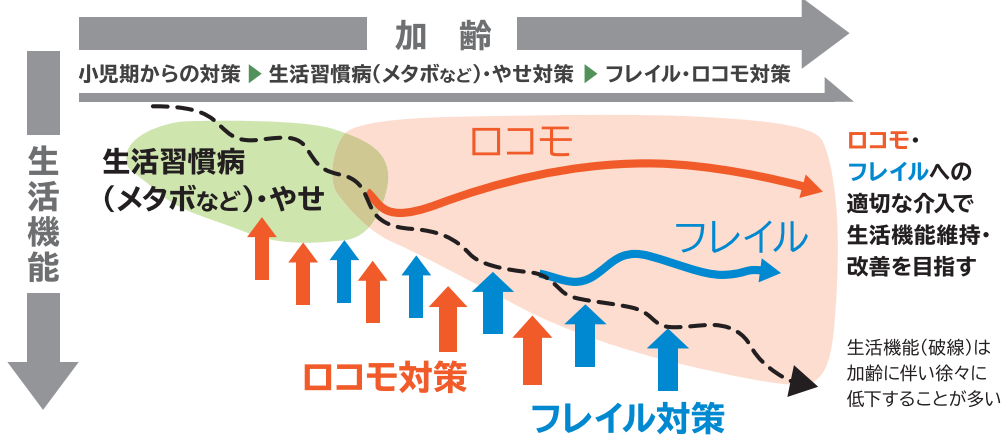 加　齢
小児期からの対策 ▶ 生活習慣病（メタボなど）・やせ対策 ▶ フレイル・ロコモ対策
生活機能
生活習慣病
（メタボなど）・やせ
ロコモ
フレイル
ロコモ対策
フレイル対策
ロコモ・
フレイルへの
適切な介入で
生活機能維持・
改善を目指す
生活機能（破線）は
加齢に伴い徐々に
低下することが多い